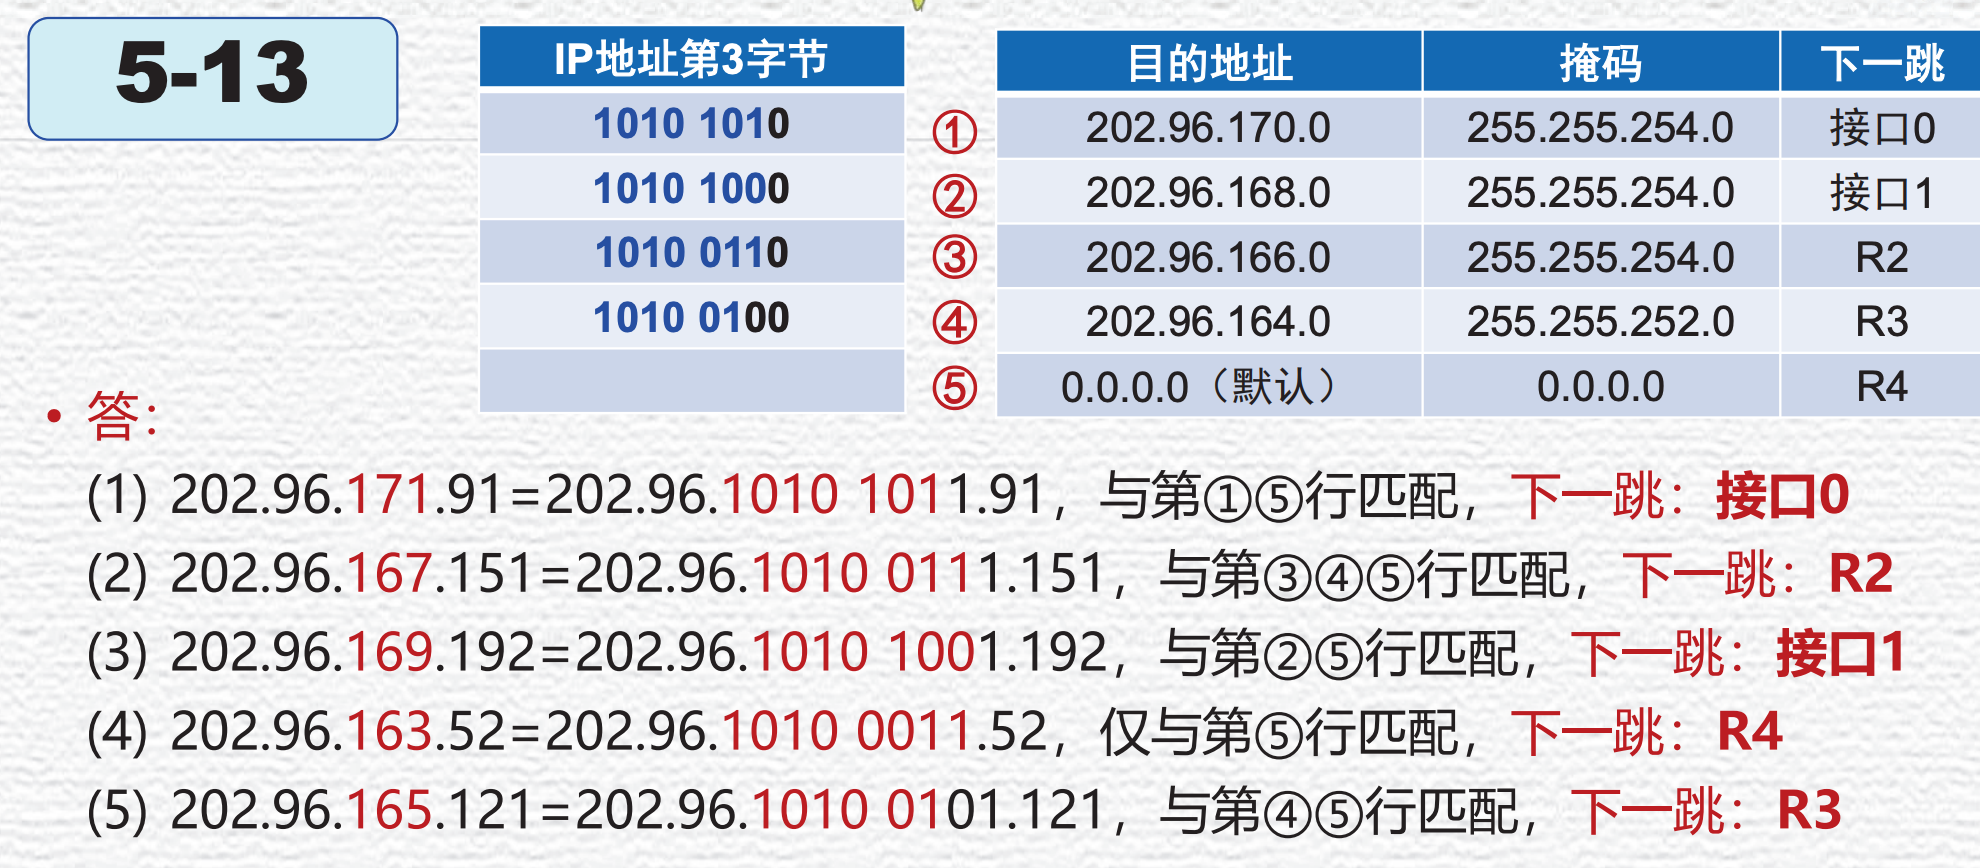 5-13
IP地址第3字节
1010 1010
1010 1000
1010 0110
1010 0100
目的地址 掩码 下一跳
① 202.96.170.0 255.255.254.0 接口0
② 202.96.168.0 255.255.254.0 接口1
③ 202.96.166.0 255.255.254.0 R2
④ 202.96.164.0 255.255.252.0 R3
⑤ 0.0.0.0（默认） 0.0.0.0 R4
• 答：
(1) 202.96.171.91=202.96.1010 1011.91，与第①⑤行匹配，下一跳：接口0
(2) 202.96.167.151=202.96.1010 0111.151，与第③④⑤行匹配，下一跳：R2
(3) 202.96.169.192=202.96.1010 1001.192，与第②⑤行匹配，下一跳：接口1
(4) 202.96.163.52=202.96.1010 0011.52，仅与第⑤行匹配，下一跳：R4
(5) 202.96.165.121=202.96.1010 0101.121，与第④⑤行匹配，下一跳：R3